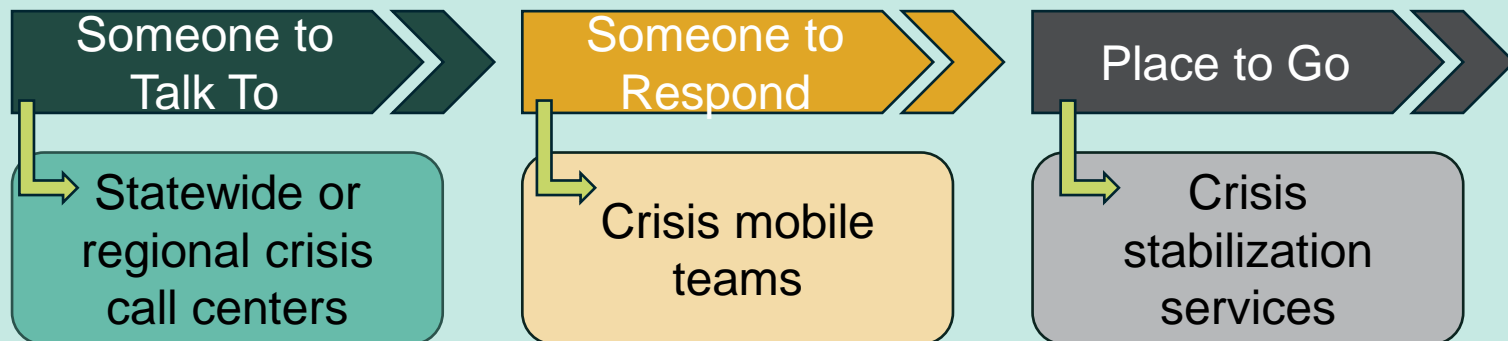 Someone to
Talk To
Statewide or
regional crisis
call centers
Someone to
Respond
Crisis mobile
teams
Place to Go
Crisis
stabilization
services